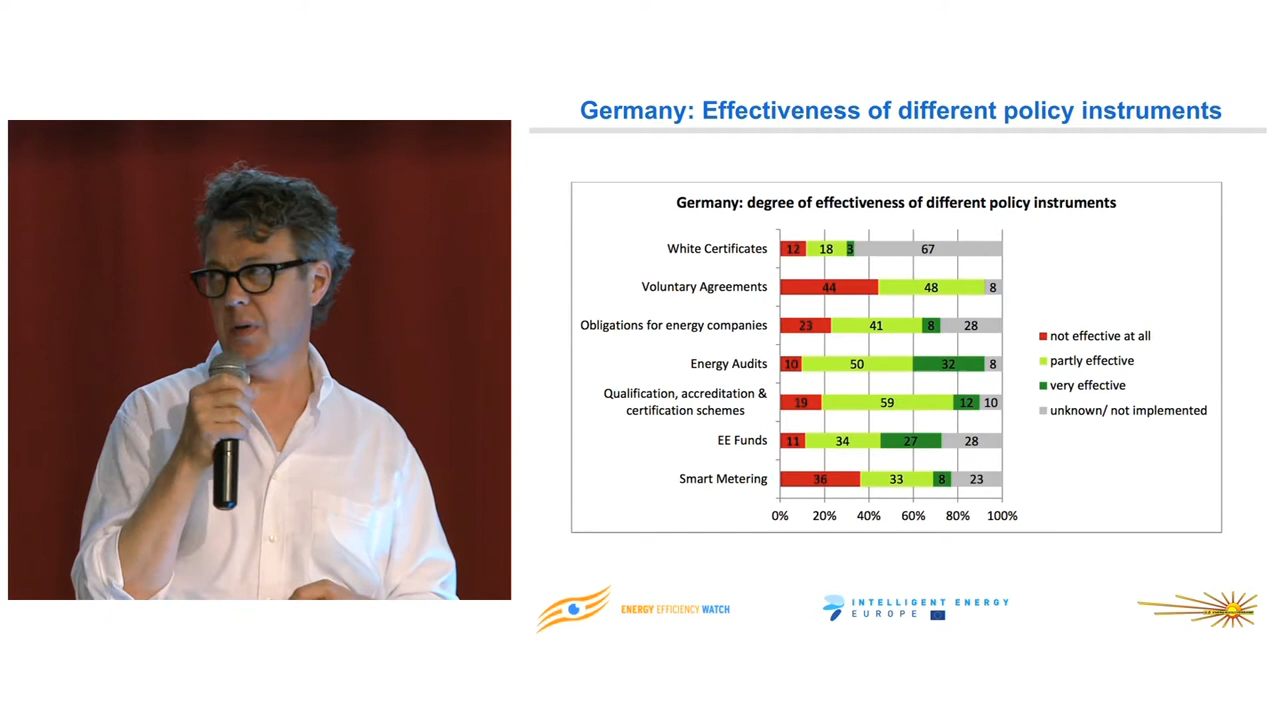 Germany: Effectiveness of different policy instruments
Germany: degree of effectiveness of different policy instruments
White Certificates 12 18 3 67
Voluntary Agreements 44 48 8
Obligations for energy companies 23 41 8 28
Energy Audits 10 50 32 8
Qualification, accreditation &
certification schemes 19 59 12 10
EE Funds 11 34 27 28
Smart Metering 36 33 8 23
0% 20% 40% 60% 80% 100%
not effective at all
partly effective
very effective
unknown/ not implemented
ENERGY EFFICIENCY WATCH
INTELLIGENT ENERGY
EUROPE